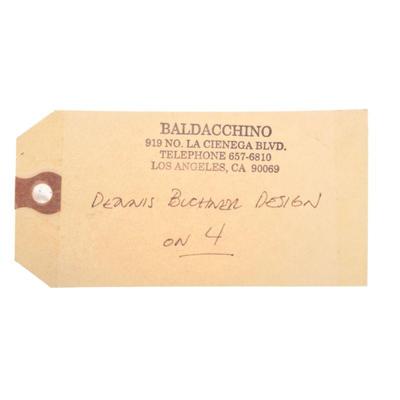 BALDACCHINO
919 NO. LA CIENEGA BLVD.
TELEPHONE 657-6810
LOS ANGELES, CA 90069
DENNIS BUCHNER DESIGN
ON 4